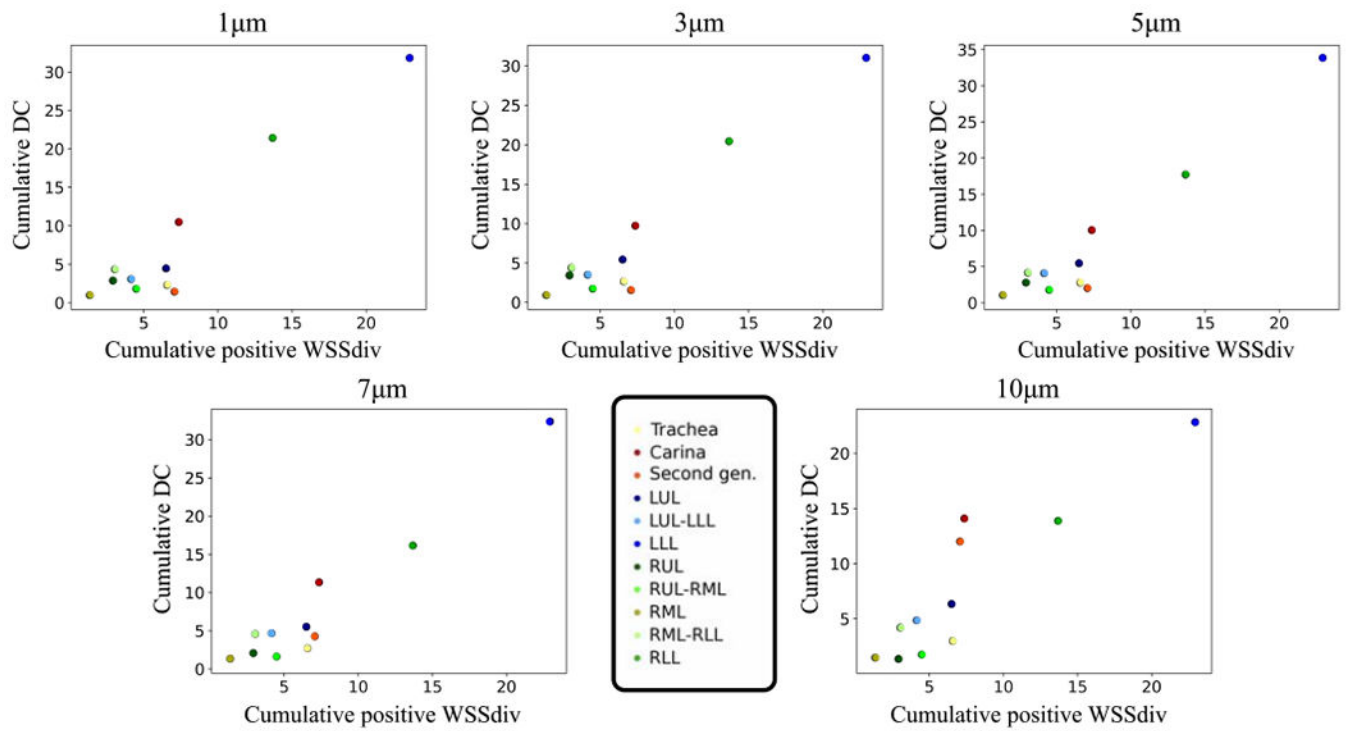 1μm
Cumulative DC
30
25
20
15
10
5
0
5
10
15
20
Cumulative positive WSSdiv
3μm
Cumulative DC
30
25
20
15
10
5
0
5
10
15
20
Cumulative positive WSSdiv
5μm
Cumulative DC
35
30
25
20
15
10
5
0
5
10
15
20
Cumulative positive WSSdiv
7μm
Cumulative DC
30
25
20
15
10
5
0
5
10
15
20
Cumulative positive WSSdiv
Trachea
Carina
Second gen.
LUL
LUL-LLL
LLL
RUL
RUL-RML
RML
RML-RLL
RLL
10μm
Cumulative DC
20
15
10
5
5
10
15
20
Cumulative positive WSSdiv